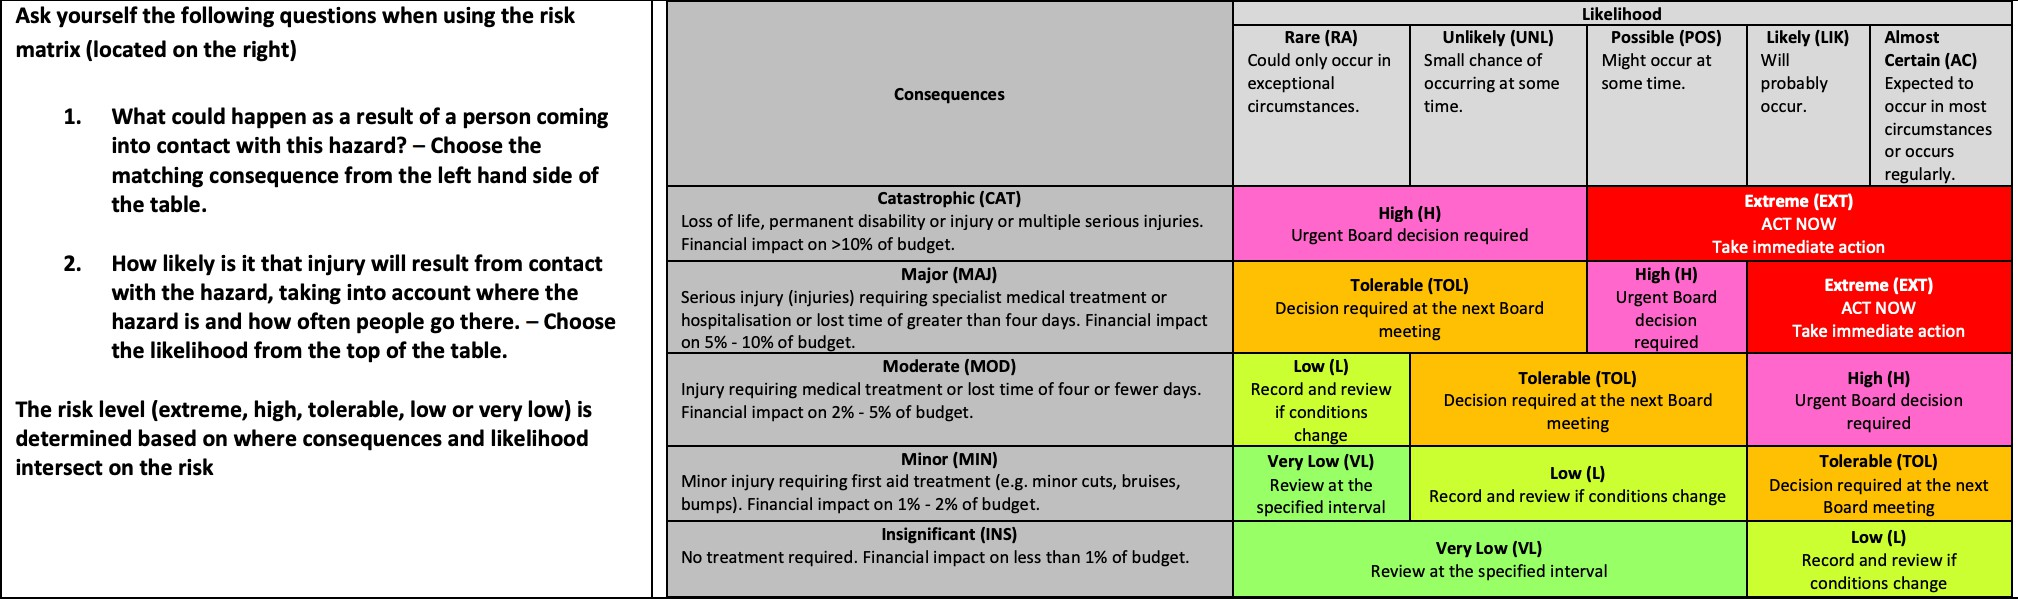 Ask yourself the following questions when using the risk
matrix (located on the right)
1. What could happen as a result of a person coming
into contact with this hazard? – Choose the
matching consequence from the left hand side of
the table.
2. How likely is it that injury will result from contact
with the hazard, taking into account where the
hazard is and how often people go there. – Choose
the likelihood from the top of the table.
The risk level (extreme, high, tolerable, low or very low) is
determined based on where consequences and likelihood
intersect on the risk
Consequences
Likelihood
Rare (RA)
Could only occur in
exceptional
circumstances.
Unlikely (UNL)
Small chance of
occurring at some
time.
Possible (POS)
Might occur at
some time.
Likely (LIK)
Will
probably
occur.
Almost
Certain (AC)
Expected to
occur in most
circumstances
or occurs
regularly.
Catastrophic (CAT)
Loss of life, permanent disability or injury or multiple serious injuries.
Financial impact on >10% of budget.
High (H)
Urgent Board decision required
Extreme (EXT)
ACT NOW
Take immediate action
Major (MAJ)
Serious injury (injuries) requiring specialist medical treatment or
hospitalisation or lost time of greater than four days. Financial impact
on 5% - 10% of budget.
Tolerable (TOL)
Decision required at the next Board
meeting
High (H)
Urgent Board
decision
required
Extreme (EXT)
ACT NOW
Take immediate action
Moderate (MOD)
Injury requiring medical treatment or lost time of four or fewer days.
Financial impact on 2% - 5% of budget.
Low (L)
Record and review
if conditions
change
Tolerable (TOL)
Decision required at the next Board
meeting
High (H)
Urgent Board decision
required
Minor (MIN)
Minor injury requiring first aid treatment (e.g. minor cuts, bruises,
bumps). Financial impact on 1% - 2% of budget.
Very Low (VL)
Review at the
specified interval
Low (L)
Record and review if conditions change
Tolerable (TOL)
Decision required at the next
Board meeting
Insignificant (INS)
No treatment required. Financial impact on less than 1% of budget.
Very Low (VL)
Review at the specified interval
Low (L)
Record and review if
conditions change